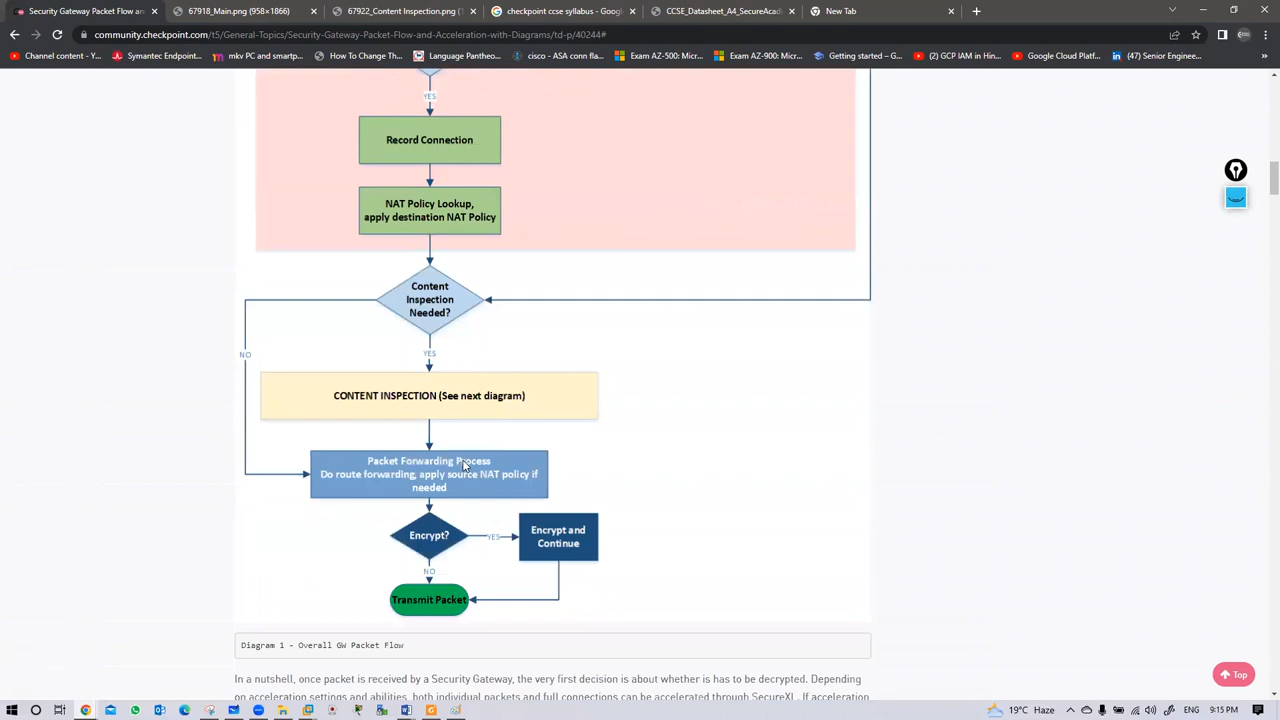 Security Gateway Packet Flow and
67918_Maining.png (958×1866)
67922_Content Inspection.png (1
checkpoint ccse syllabus - Googl
CCSE_Datasheet_A4_SecureAcad
New Tab
community.checkpoint.com/t5/General-Topics/Security-Gateway-Packet-Flow-and-Acceleration-with-Diagrams/td-p/40244#
Channel content - Y...
Symantec Endpoint...
mkv PC and smartp...
How To Change Th...
Language Pantheo...
cisco - ASA conn fla...
Exam AZ-500: Micr...
Exam AZ-900: Micr...
Getting started – G...
(2) GCP IAM in Hin...
Google Cloud Platf...
(47) Senior Enginee...
YES
Record Connection
NAT Policy Lookup,
apply destination NAT Policy
Content
Inspection
Needed?
NO
YES
CONTENT INSPECTION (See next diagram)
Packet Forwarding Process
Do route forwarding, apply source NAT policy if
needed
Encrypt?
YES
Encrypt and
Continue
NO
Transmit Packet
Diagram 1 - Overall GW Packet Flow
In a nutshell, once packet is received by a Security Gateway, the very first decision is about whether is has to be decrypted. Depending
on acceleration settings and abilities, both individual packets and full connections can be accelerated through SecureXL. If acceleration
Top
19°C Haze
ENG
9:15 PM